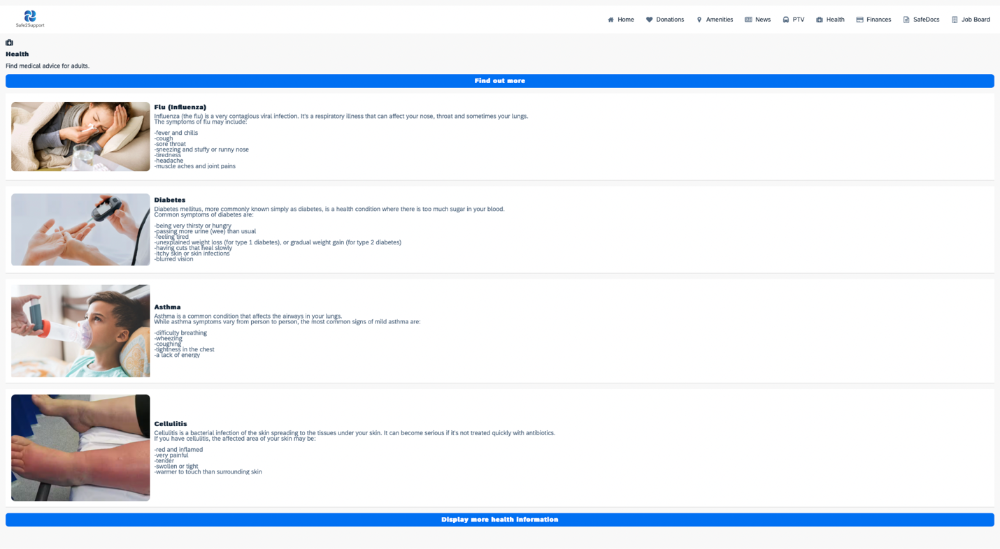 Safe2Support
Home Donations Amenities News PTV Health Finances SafeDocs Job Board
Health
Find medical advice for adults.
Find out more
Flu (Influenza)
Influenza (the flu) is a very contagious viral infection. It's a respiratory illness that can affect your nose, throat and sometimes your lungs.
The symptoms of flu may include:
-fever and chills
-cough
-sore throat
-sneezing and stuffy or runny nose
-tiredness
-headache
-muscle aches and joint pains
Diabetes
Diabetes mellitus, more commonly known simply as diabetes, is a health condition where there is too much sugar in your blood.
Common symptoms of diabetes are:
-being very thirsty or hungry
-passing more urine (wee) than usual
-feeling tired
-unexplained weight loss (for type 1 diabetes), or gradual weight gain (for type 2 diabetes)
-having cuts that heal slowly
-itchy skin or skin infections
-blurred vision
Asthma
Asthma is a common condition that affects the airways in your lungs.
While asthma symptoms vary from person to person, the most common signs of mild asthma are:
-difficulty breathing
-wheezing
-coughing
-tightness in the chest
-a lack of energy
Cellulitis
Cellulitis is a bacterial infection of the skin spreading to the tissues under your skin. It can become serious if it's not treated quickly with antibiotics.
If you have cellulitis, the affected area of your skin may be:
-red and inflamed
-very painful
-tender
-swollen or tight
-warmer to touch than surrounding skin
Display more health information